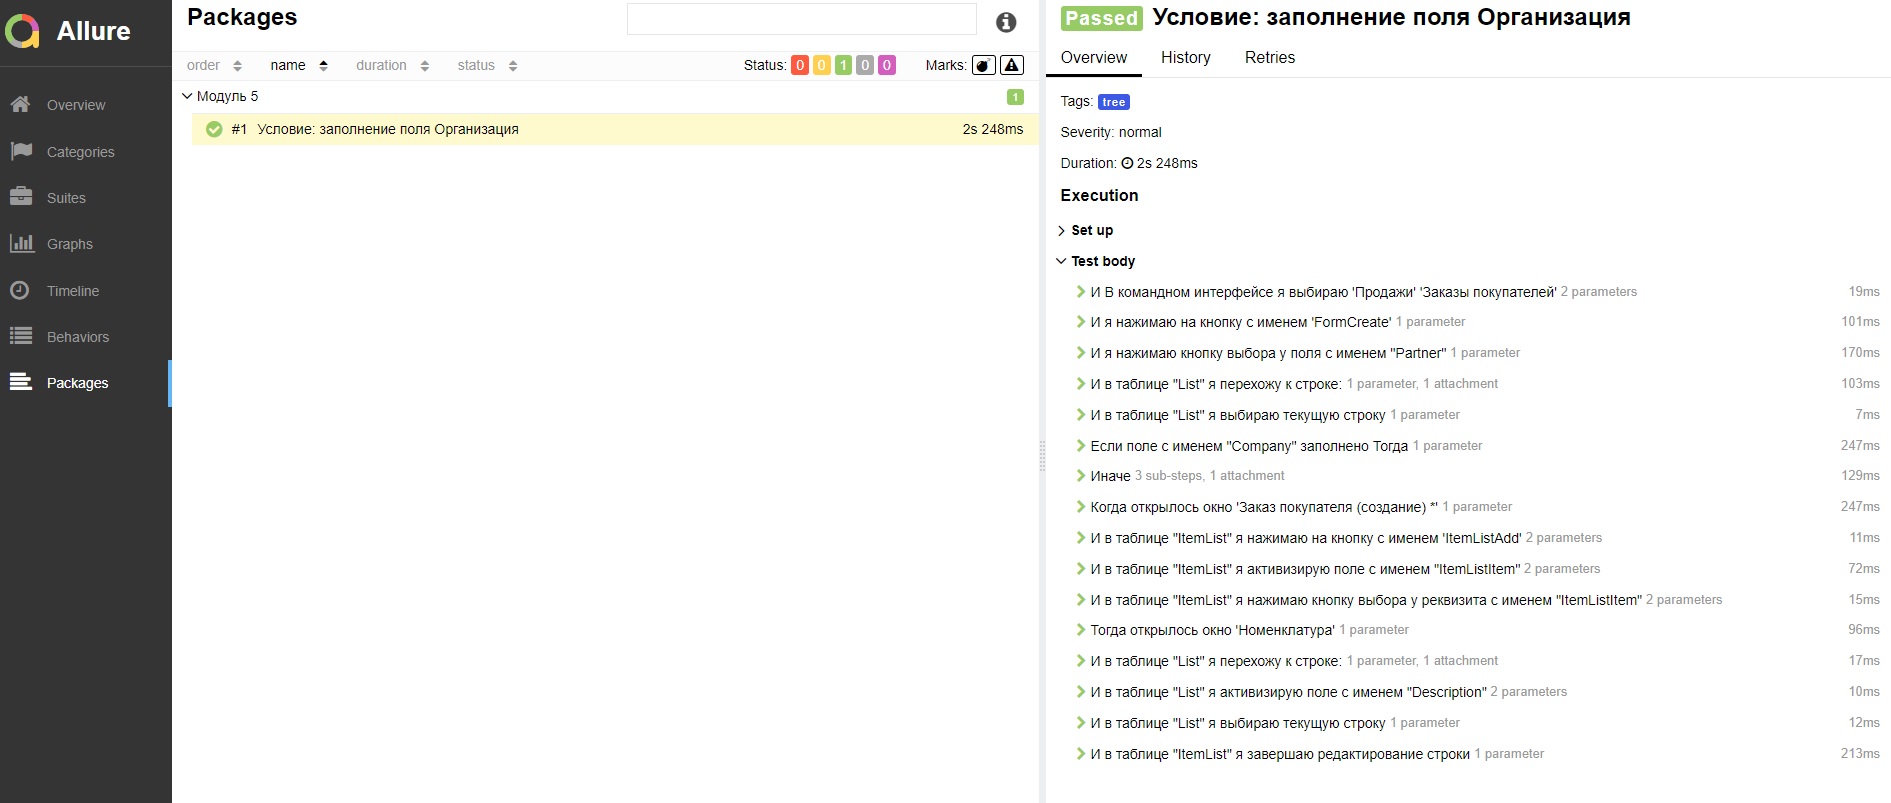 Allure
Overview
Categories
Suites
Graphs
Timeline
Behaviors
Packages
Packages
order name duration status Status: 0 0 1 0 0 Marks:
Модуль 5 1
#1 Условие: заполнение поля Организация 2s 248ms
Passed Условие: заполнение поля Организация
Overview History Retries
Tags: tree
Severity: normal
Duration: 2s 248ms
Execution
Set up
Test body
И В командном интерфейсе я выбираю 'Продажи' 'Заказы покупателей' 2 parameters 19ms
И я нажимаю на кнопку с именем 'FormCreate' 1 parameter 101ms
И я нажимаю кнопку выбора у поля с именем "Partner" 1 parameter 170ms
И в таблице "List" я перехожу к строке: 1 parameter, 1 attachment 103ms
И в таблице "List" я выбираю текущую строку 1 parameter 7ms
Если поле с именем "Company" заполнено Тогда 1 parameter 247ms
Иначе 3 sub-steps, 1 attachment 129ms
Когда открылось окно 'Заказ покупателя (создание) *' 1 parameter 247ms
И в таблице "ItemList" я нажимаю на кнопку с именем 'ItemListAdd' 2 parameters 11ms
И в таблице "ItemList" я активизирую поле с именем "ItemListItem" 2 parameters 72ms
И в таблице "ItemList" я нажимаю кнопку выбора у реквизита с именем "ItemListItem" 2 parameters 15ms
Тогда открылось окно 'Номенклатура' 1 parameter 96ms
И в таблице "List" я перехожу к строке: 1 parameter, 1 attachment 17ms
И в таблице "List" я активизирую поле с именем "Description" 2 parameters 10ms
И в таблице "List" я выбираю текущую строку 1 parameter 12ms
И в таблице "ItemList" я завершаю редактирование строки 1 parameter 213ms